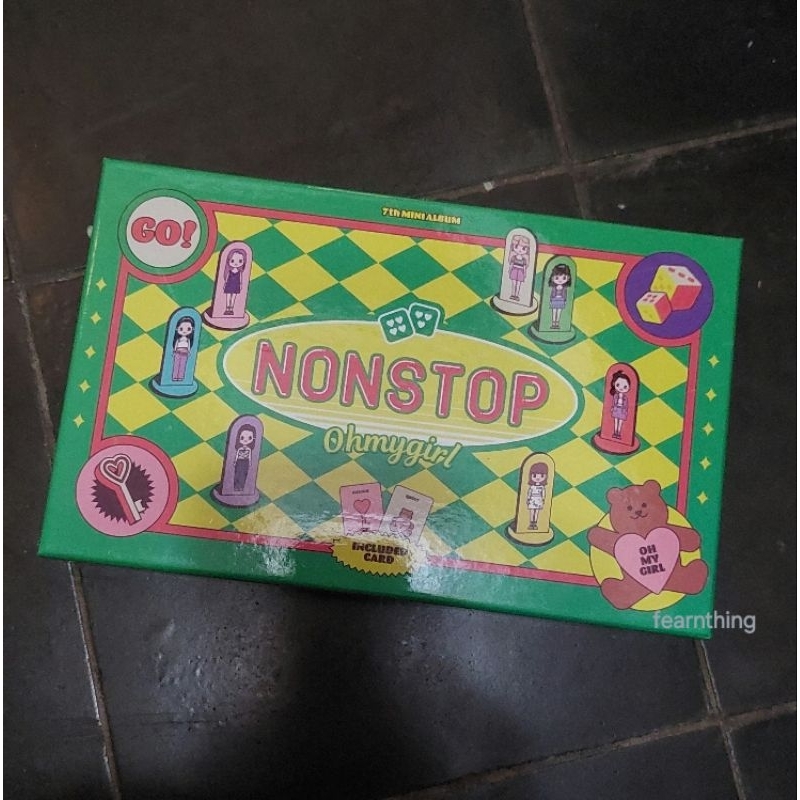 7th MINI ALBUM
GO!
NONSTOP
Ohmygirl
INCLUDED
CARD
OH
MY
GIRL
fearnthing